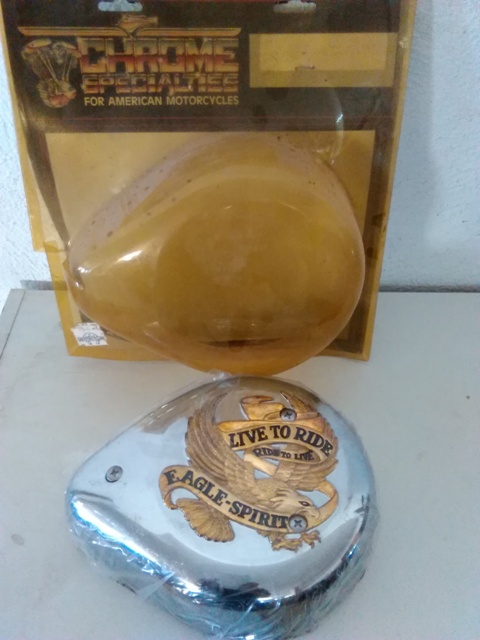 CHROME
SPECIALTIES
FOR AMERICAN MOTORCYCLES
LIVE TO RIDE
RIDE TO LIVE
EAGLE-SPIRIT